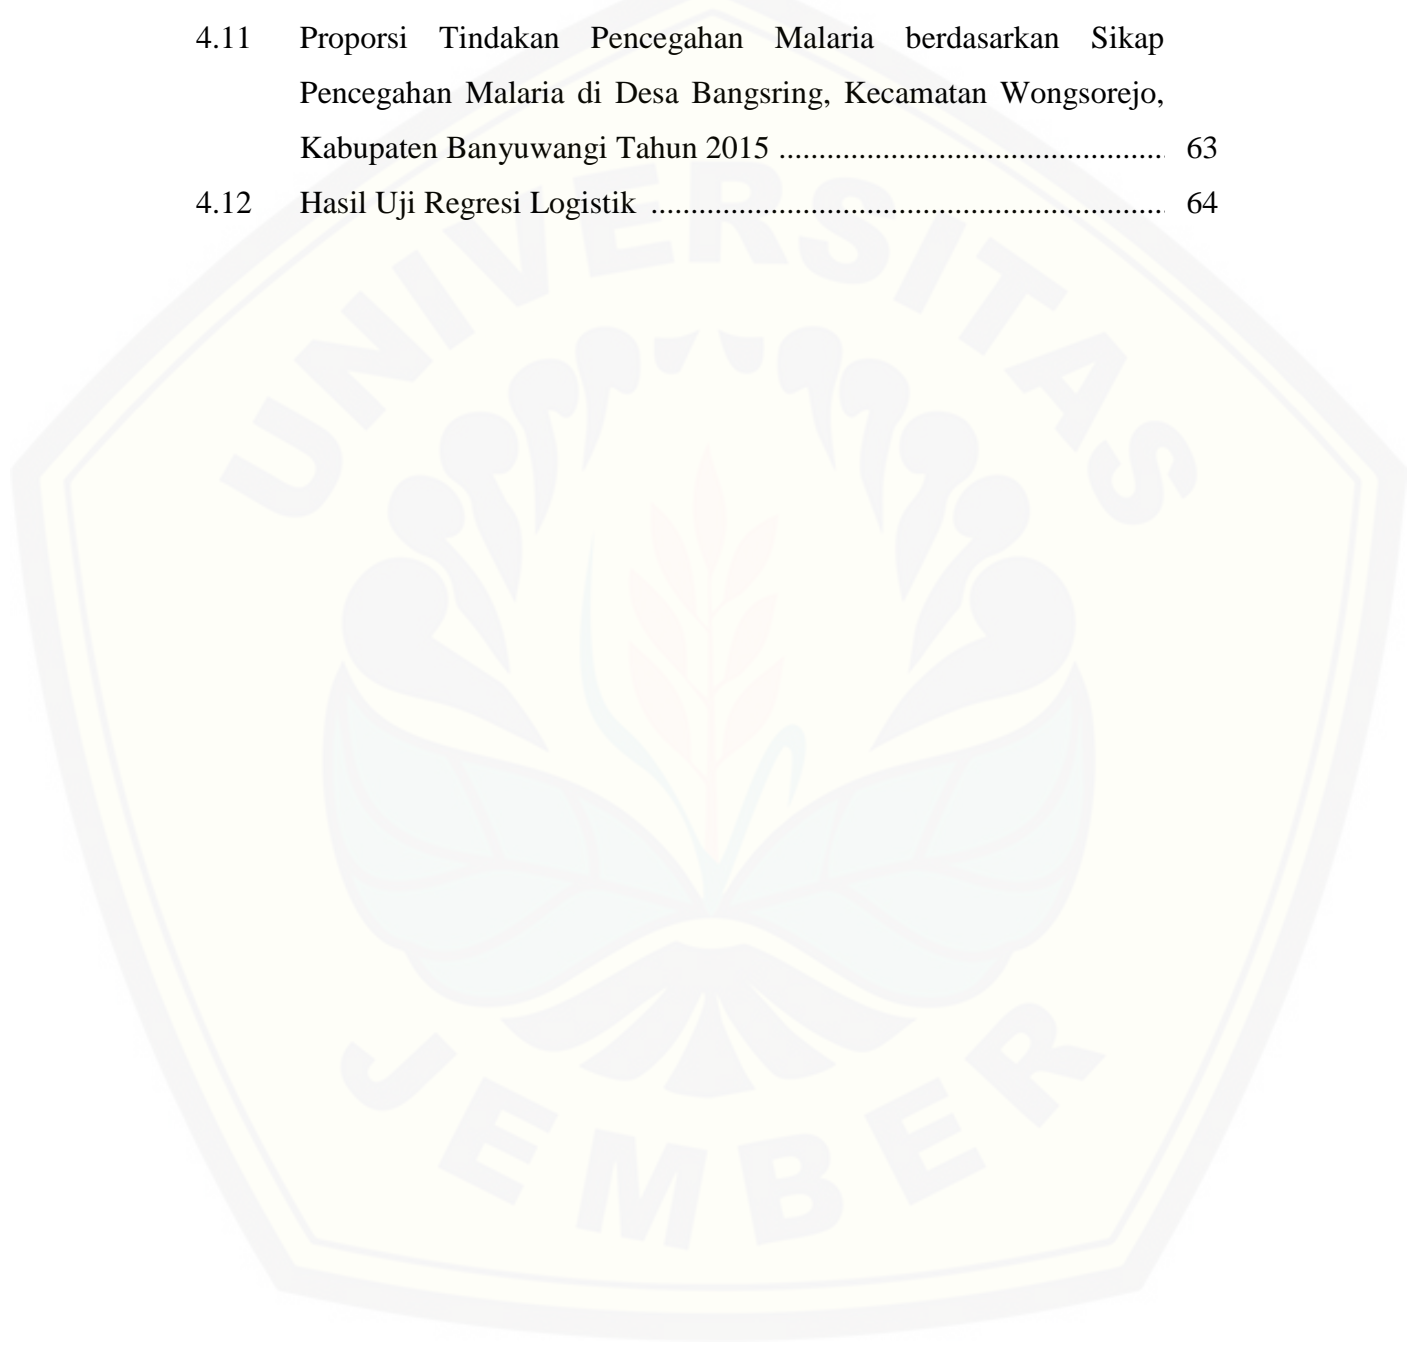 4.11 Proporsi Tindakan Pencegahan Malaria berdasarkan Sikap
Pencegahan Malaria di Desa Bangsring, Kecamatan Wongsorejo,
Kabupaten Banyuwangi Tahun 2015 ................................................ 63
4.12 Hasil Uji Regresi Logistik ................................................................ 64
UNIVERSITAS
JEMBER